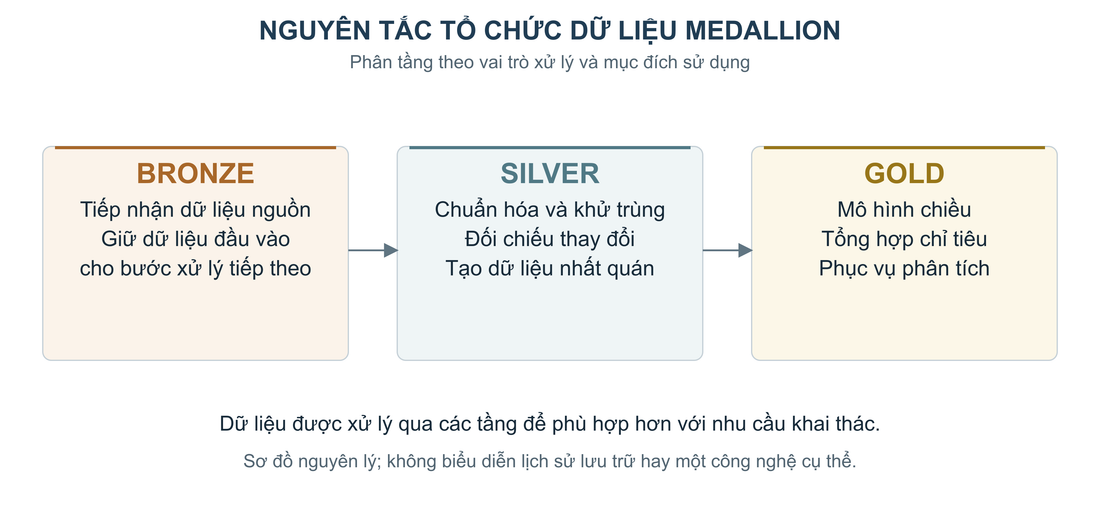 NGUYÊN TẮC TỔ CHỨC DỮ LIỆU MEDALLION
Phân tầng theo vai trò xử lý và mục đích sử dụng
BRONZE
Tiếp nhận dữ liệu nguồn
Giữ dữ liệu đầu vào
cho bước xử lý tiếp theo
SILVER
Chuẩn hóa và khử trùng
Đối chiếu thay đổi
Tạo dữ liệu nhất quán
GOLD
Mô hình chiều
Tổng hợp chỉ tiêu
Phục vụ phân tích
Dữ liệu được xử lý qua các tầng để phù hợp hơn với nhu cầu khai thác.
Sơ đồ nguyên lý; không biểu diễn lịch sử lưu trữ hay một công nghệ cụ thể.